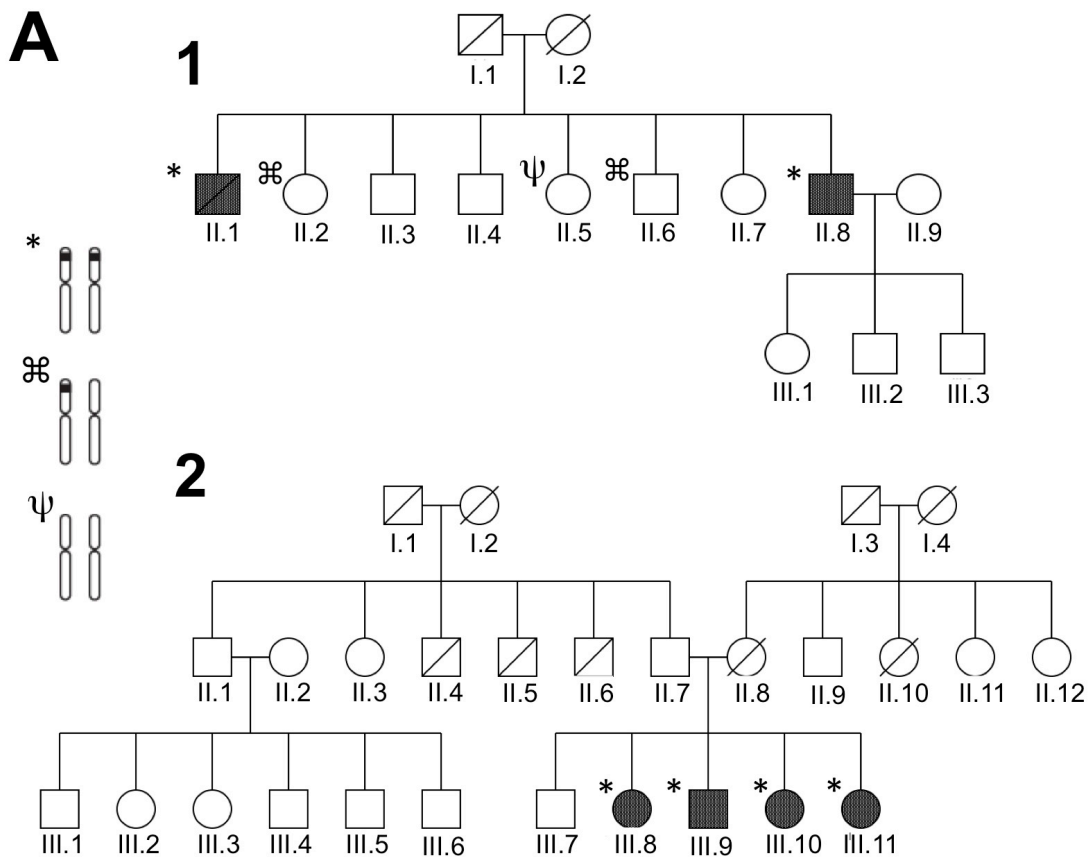 A
1
I.1 I.2
* ⌘ ψ ⌘ *
II.1 II.2 II.3 II.4 II.5 II.6 II.7 II.8 II.9
*
III.1 III.2 III.3
⌘
2
ψ
I.1 I.2 I.3 I.4
II.1 II.2 II.3 II.4 II.5 II.6 II.7 II.8 II.9 II.10 II.11 II.12
* * * *
III.1 III.2 III.3 III.4 III.5 III.6 III.7 III.8 III.9 III.10 III.11